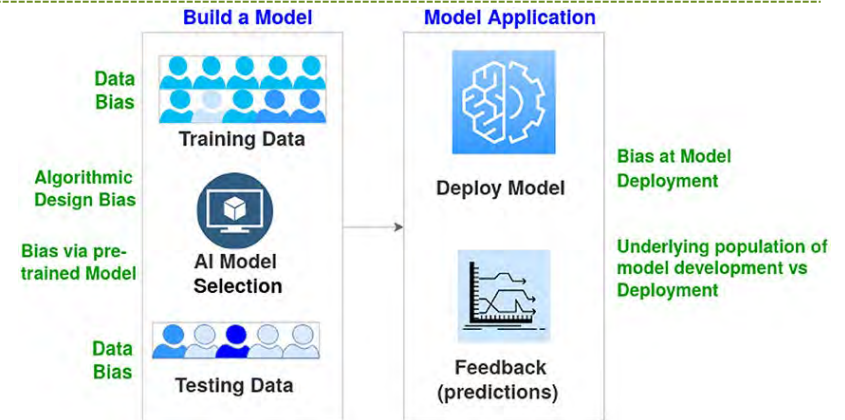 Build a Model
Model Application
Data
Bias
Training Data
Algorithmic
Design Bias
Bias via pre-
trained Model
AI Model
Selection
Data
Bias
Testing Data
Deploy Model
Bias at Model
Deployment
Underlying population of
model development vs
Deployment
Feedback
(predictions)